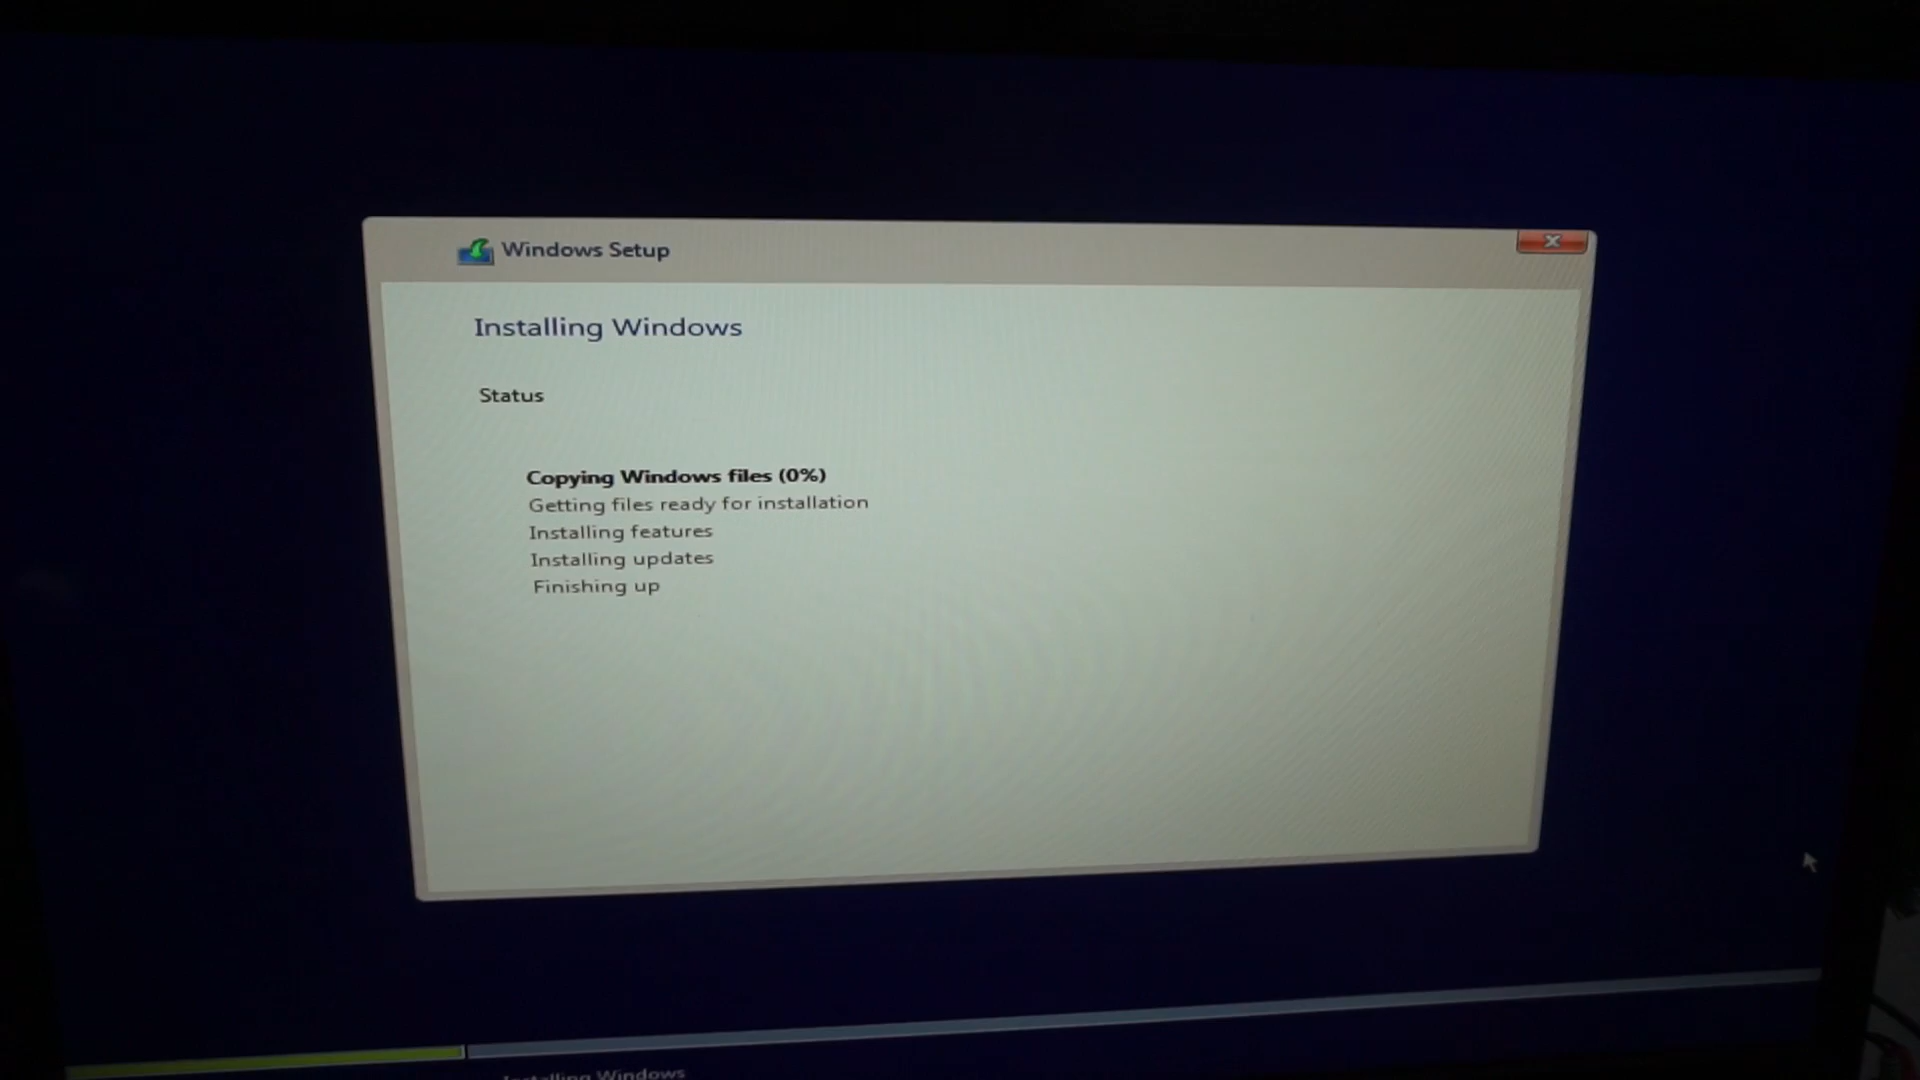 Windows Setup
Installing Windows
Status
Copying Windows files (0%)
Getting files ready for installation
Installing features
Installing updates
Finishing up
Installing Windows